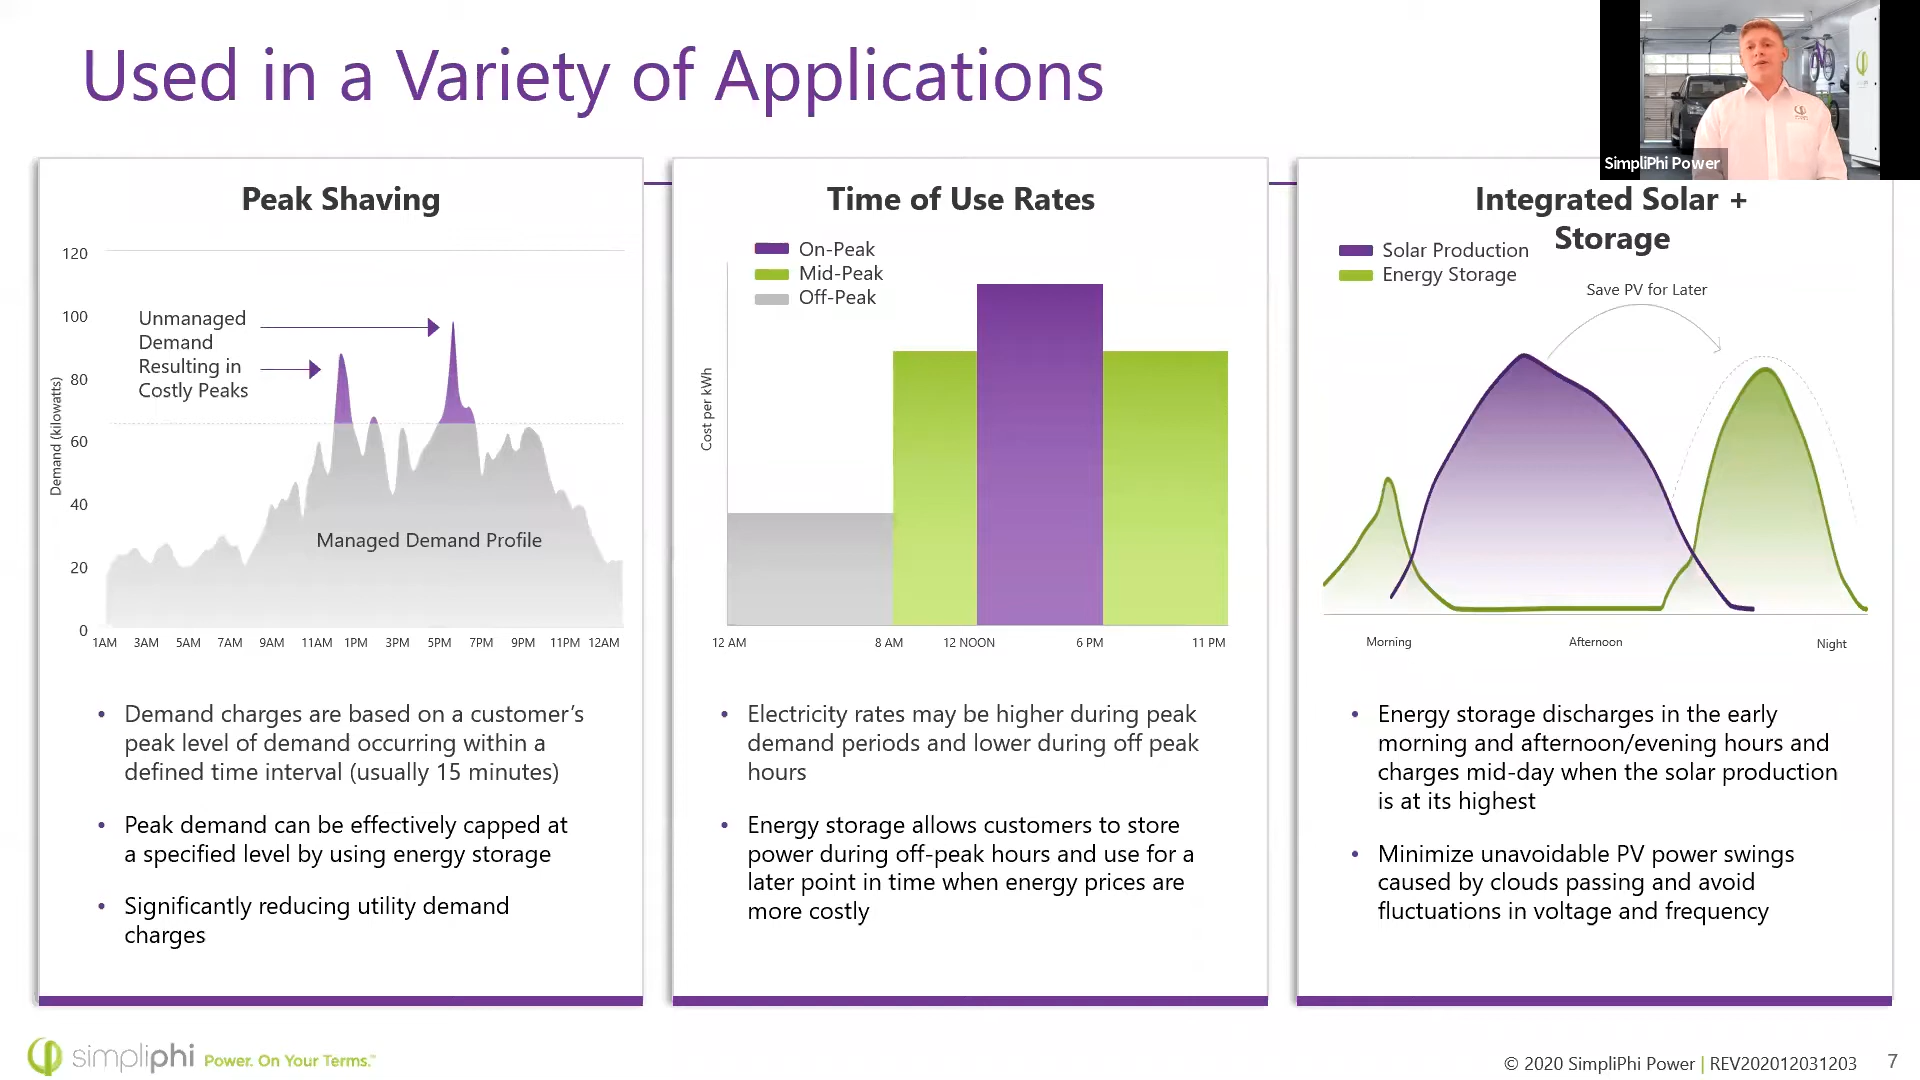 Used in a Variety of Applications
SimpliPhi Power
Peak Shaving
120
100
80
60
40
20
0
Demand (kilowatts)
Unmanaged
Demand
Resulting in
Costly Peaks
Managed Demand Profile
1AM 3AM 5AM 7AM 9AM 11AM 1PM 3PM 5PM 7PM 9PM 11PM 12AM
• Demand charges are based on a customer’s
peak level of demand occurring within a
defined time interval (usually 15 minutes)
• Peak demand can be effectively capped at
a specified level by using energy storage
• Significantly reducing utility demand
charges
Time of Use Rates
On-Peak
Mid-Peak
Off-Peak
Cost per kWh
12 AM 8 AM 12 NOON 6 PM 11 PM
• Electricity rates may be higher during peak
demand periods and lower during off peak
hours
• Energy storage allows customers to store
power during off-peak hours and use for a
later point in time when energy prices are
more costly
Integrated Solar +
Storage
Solar Production
Energy Storage
Save PV for Later
Morning Afternoon Night
• Energy storage discharges in the early
morning and afternoon/evening hours and
charges mid-day when the solar production
is at its highest
• Minimize unavoidable PV power swings
caused by clouds passing and avoid
fluctuations in voltage and frequency
simpliphi Power. On Your Terms.™
© 2020 SimpliPhi Power | REV202012031203 7